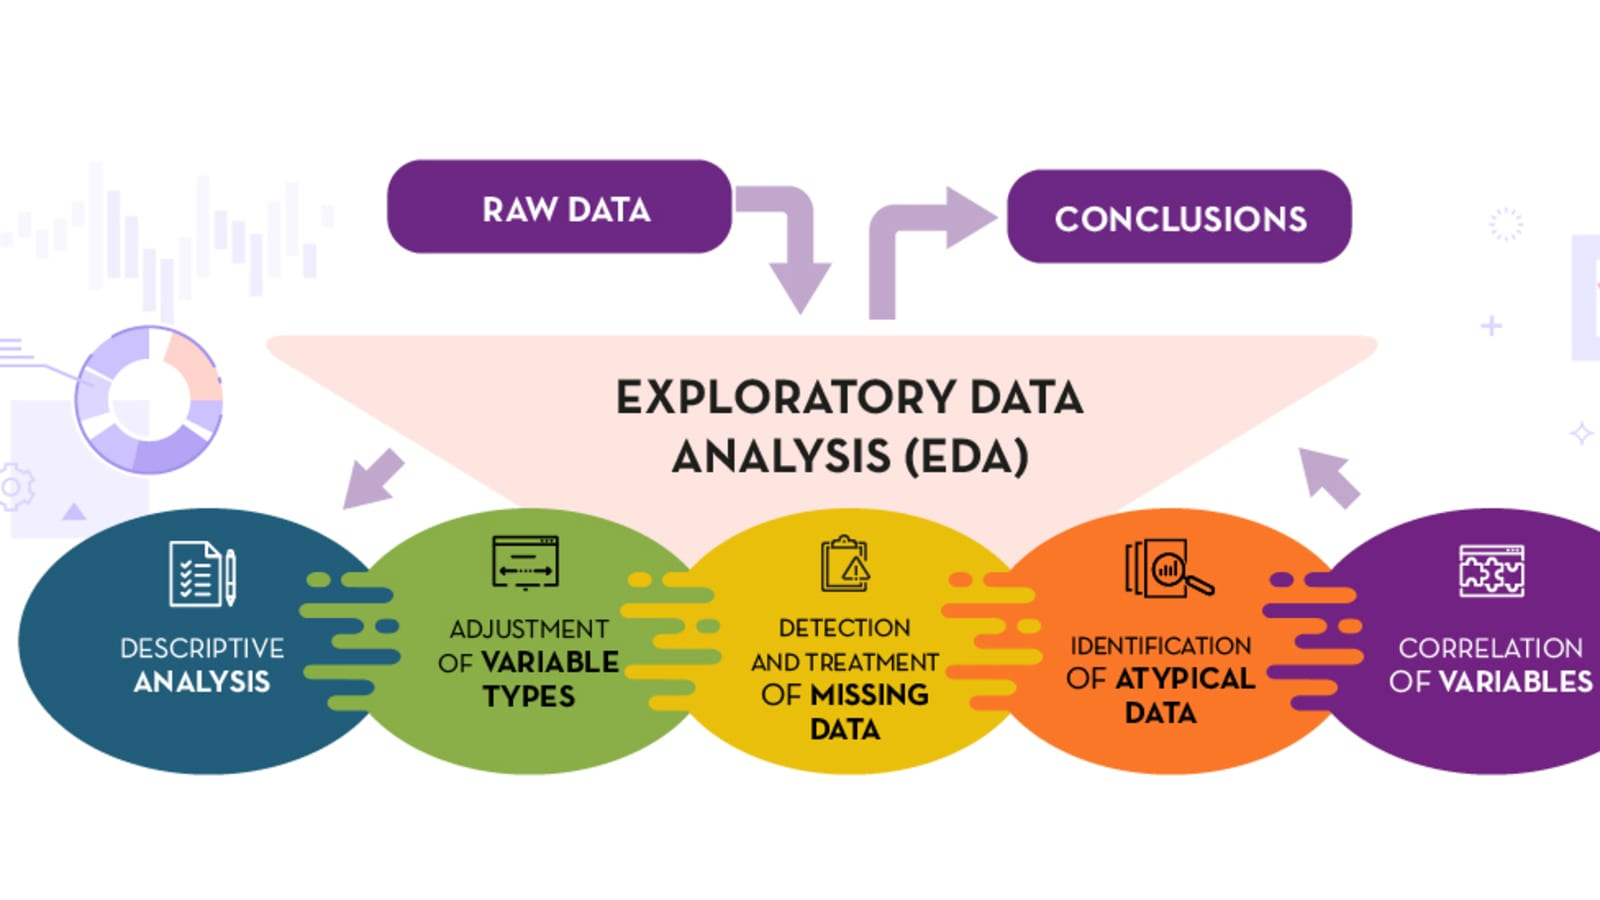 RAW DATA
CONCLUSIONS
EXPLORATORY DATA
ANALYSIS (EDA)
DESCRIPTIVE
ANALYSIS
ADJUSTMENT
OF VARIABLE
TYPES
DETECTION
AND TREATMENT
OF MISSING
DATA
IDENTIFICATION
OF ATYPICAL
DATA
CORRELATION
OF VARIABLES